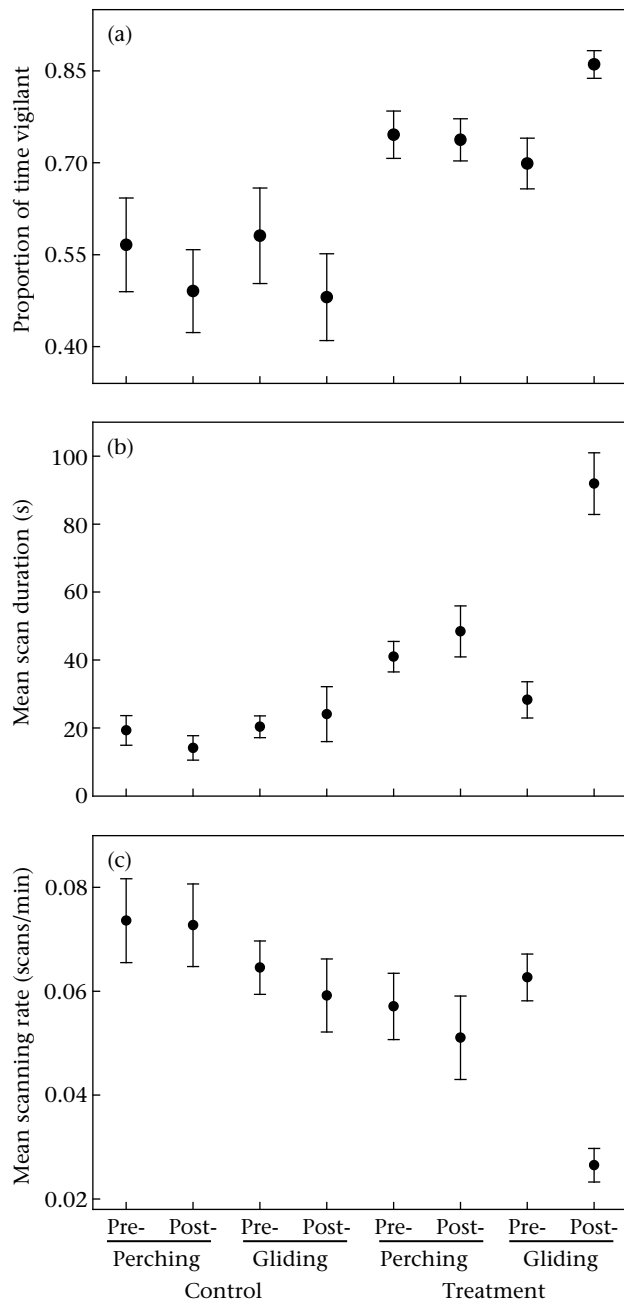 (a)
Proportion of time vigilant
0.85
0.70
0.55
0.40
(b)
Mean scan duration (s)
100
80
60
40
20
0
(c)
Mean scanning rate (scans/min)
0.08
0.06
0.04
0.02
Pre- Post- Pre- Post- Pre- Post- Pre- Post-
Perching Gliding Perching Gliding
Control Treatment